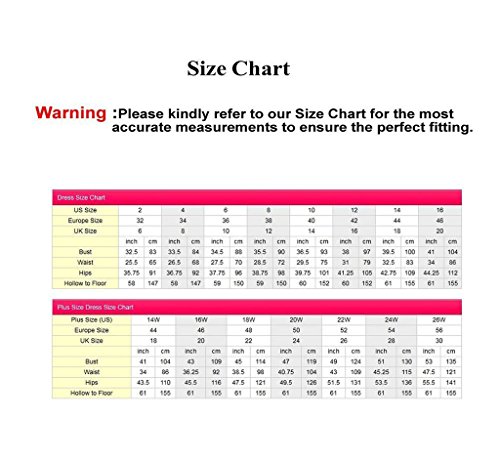 Size Chart
Warning :Please kindly refer to our Size Chart for the most
accurate measurements to ensure the perfect fitting.
Dress Size Chart
US Size 2 4 6 8 10 12 14 16
Europe Size 32 34 36 38 40 42 44 46
UK Size 6 8 10 12 14 16 18 20
inch cm inch cm inch cm inch cm inch cm inch cm inch cm inch cm
Bust 32.5 83 33.5 84 34.5 88 35.5 90 36.5 93 38 97 39.5 100 41 104
Waist 25.5 65 26.5 68 27.5 70 28.5 72 29.5 75 31 79 32.5 83 34 86
Hips 35.75 91 36.75 92 37.75 96 38.75 98 39.75 101 41.25 105 42.75 109 44.25 112
Hollow to Floor 58 147 58 147 59 150 59 150 60 152 60 152 61 155 61 155
Plus Size Dress Size Chart
Plus Size (US) 14W 16W 18W 20W 22W 24W 26W
Europe Size 44 46 48 50 52 54 56
UK Size 18 20 22 24 26 28 30
inch cm inch cm inch cm inch cm inch cm inch cm inch cm
Bust 41 104 43 109 45 114 47 119 49 124 51 130 53 135
Waist 34 86 36.25 92 38.5 98 40.75 104 43 109 45.25 115 47.5 121
Hips 43.5 110 45.5 116 47.5 121 49.5 126 51.5 131 53.5 136 55.5 141
Hollow to Floor 61 155 61 155 61 155 61 155 61 155 61 155 61 155